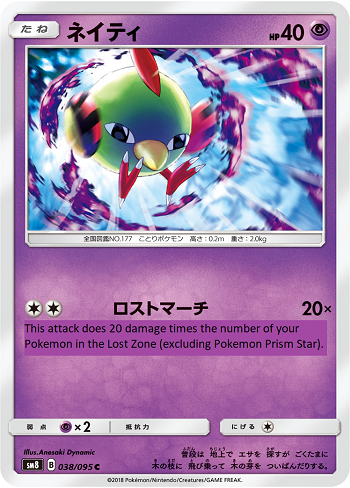 たね ネイティ HP40
全国図鑑NO.177 ことりポケモン 高さ:0.2m 重さ:2.0kg
ロストマーチ 20×
This attack does 20 damage times the number of your
Pokemon in the Lost Zone (excluding Pokemon Prism Star).
弱点 ×2 抵抗力 にげる
Illus.Anesaki Dynamic
sm8 B 038/095 C
普段は 地上で エサを 探すが ごくたまに
木の枝に 飛び乗って 木の芽を ついばんだりする。
©2018 Pokémon/Nintendo/Creatures/GAME FREAK.